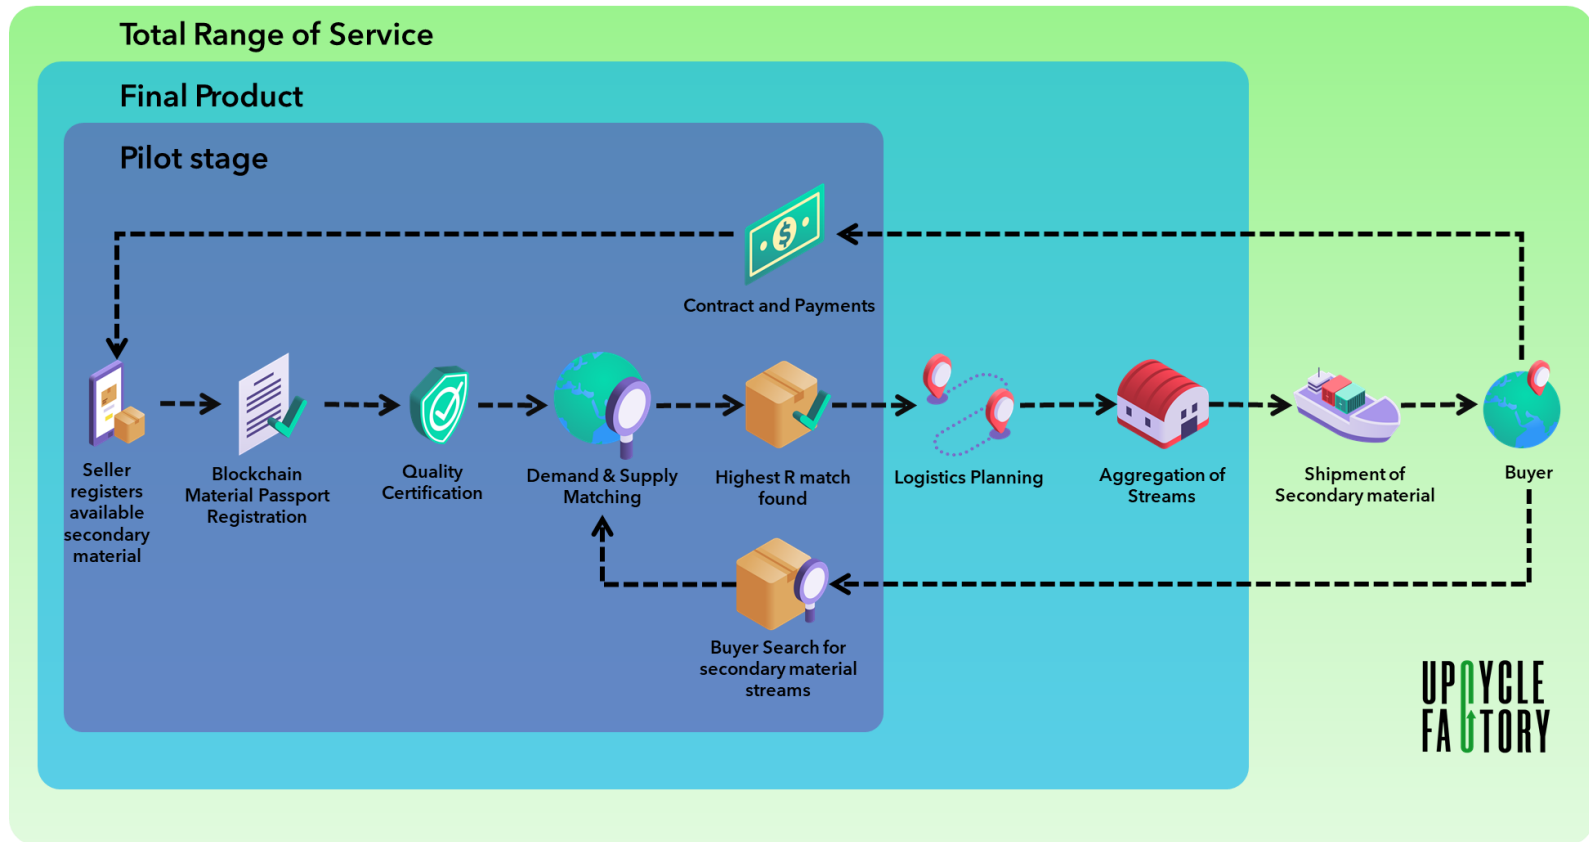 Total Range of Service
Final Product
Pilot stage
Contract and Payments
Seller
registers
available
secondary
material
Blockchain
Material Passport
Registration
Quality
Certification
Demand & Supply
Matching
Highest R match
found
Logistics Planning
Aggregation of
Streams
Shipment of
Secondary material
Buyer
Buyer Search for
secondary material
streams
UPCYCLE
FACTORY